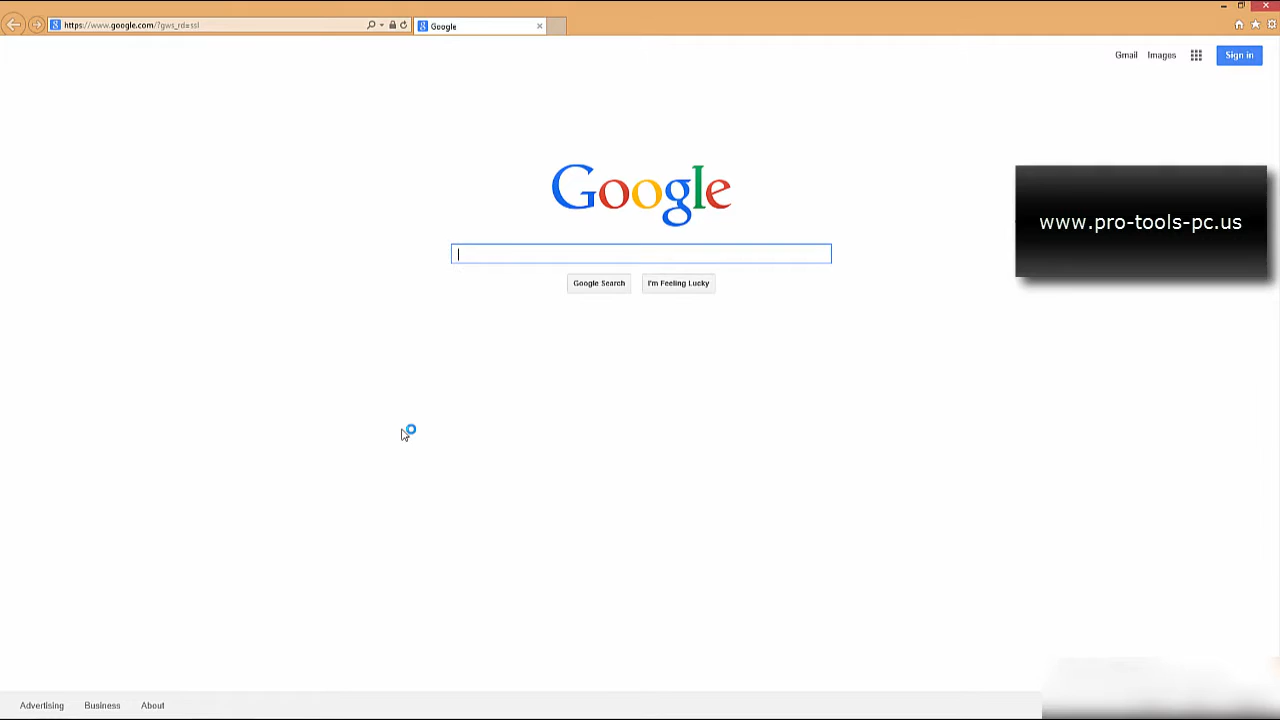 https://www.google.com/?gws_rd=ssl
Google
Gmail Images Sign in
Google
www.pro-tools-pc.us
Google Search I'm Feeling Lucky
Advertising Business About